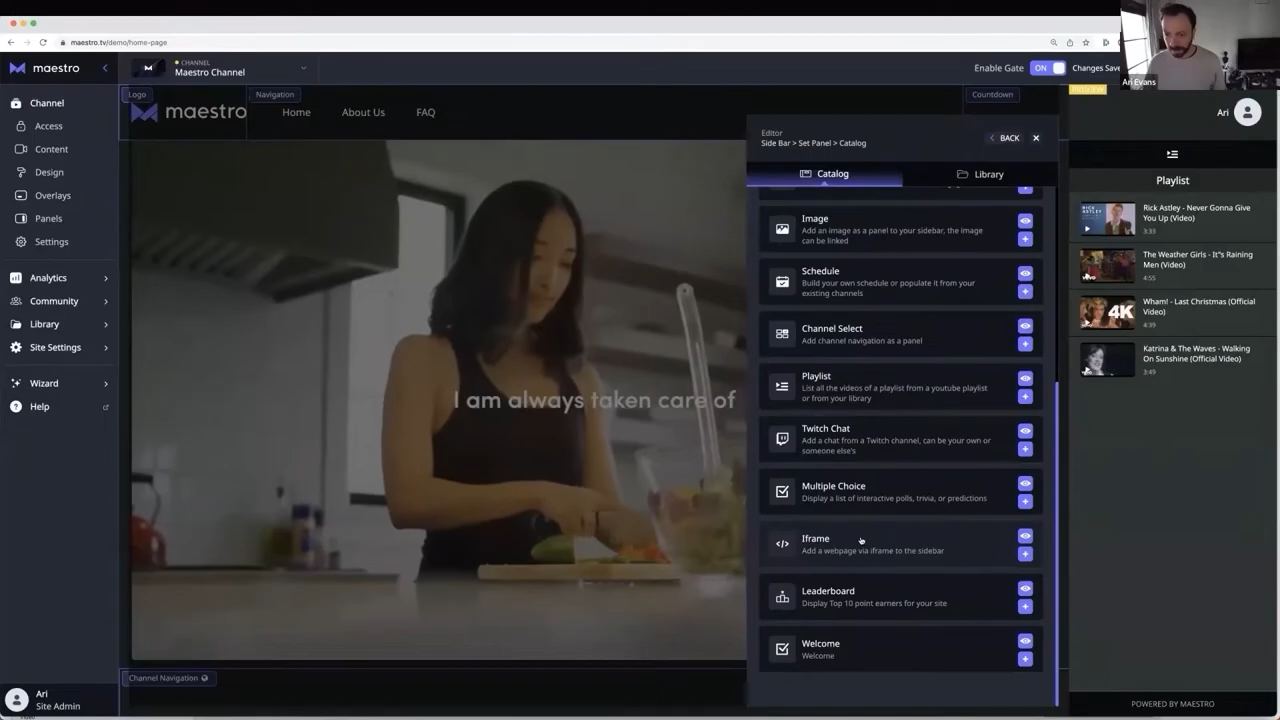 maestro.tv/demo/home-page
maestro
CHANNEL
Maestro Channel
Enable Gate
ON
Changes Save
Ari Evans
PREVIEW
Channel
Access
Content
Design
Overlays
Panels
Settings
Analytics
Community
Library
Site Settings
Wizard
Help
Ari
Site Admin
Logo
Navigation
Countdown
maestro
Home
About Us
FAQ
I am always taken care of
Channel Navigation
Editor
Side Bar > Set Panel > Catalog
BACK
Catalog
Library
Image
Add an image as a panel to your sidebar, the image
can be linked
Schedule
Build your own schedule or populate it from your
existing channels
Channel Select
Add channel navigation as a panel
Playlist
List all the videos of a playlist from a youtube playlist
or from your library
Twitch Chat
Add a chat from a Twitch channel, can be your own or
someone else's
Multiple Choice
Display a list of interactive polls, trivia, or predictions
Iframe
Add a webpage via iframe to the sidebar
Leaderboard
Display Top 10 point earners for your site
Welcome
Welcome
Ari
Playlist
RICK
ASTLEY
Rick Astley - Never Gonna Give
You Up (Video)
3:33
The Weather Girls - It"s Raining
Men (Video)
4:55
4K
Wham! - Last Christmas (Official
Video)
4:39
Katrina & The Waves - Walking
On Sunshine (Official Video)
3:49
POWERED BY MAESTRO